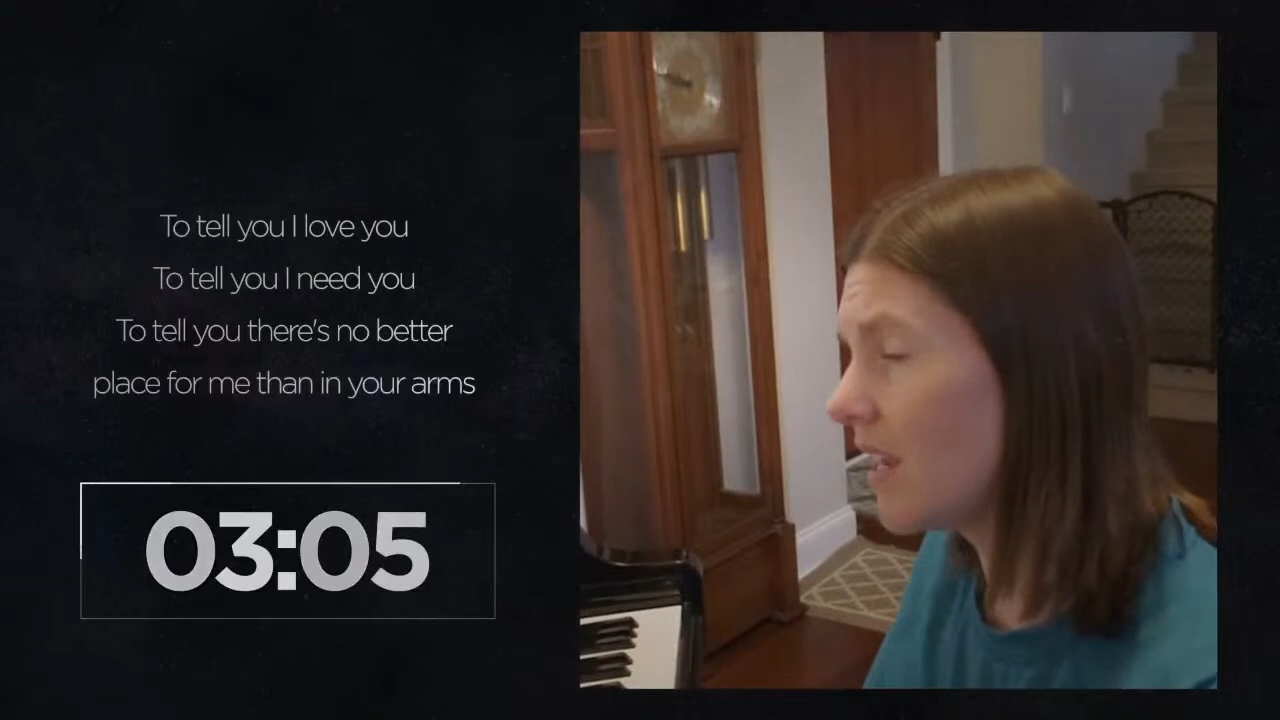 To tell you I love you
To tell you I need you
To tell you there's no better
place for me than in your arms
03:05